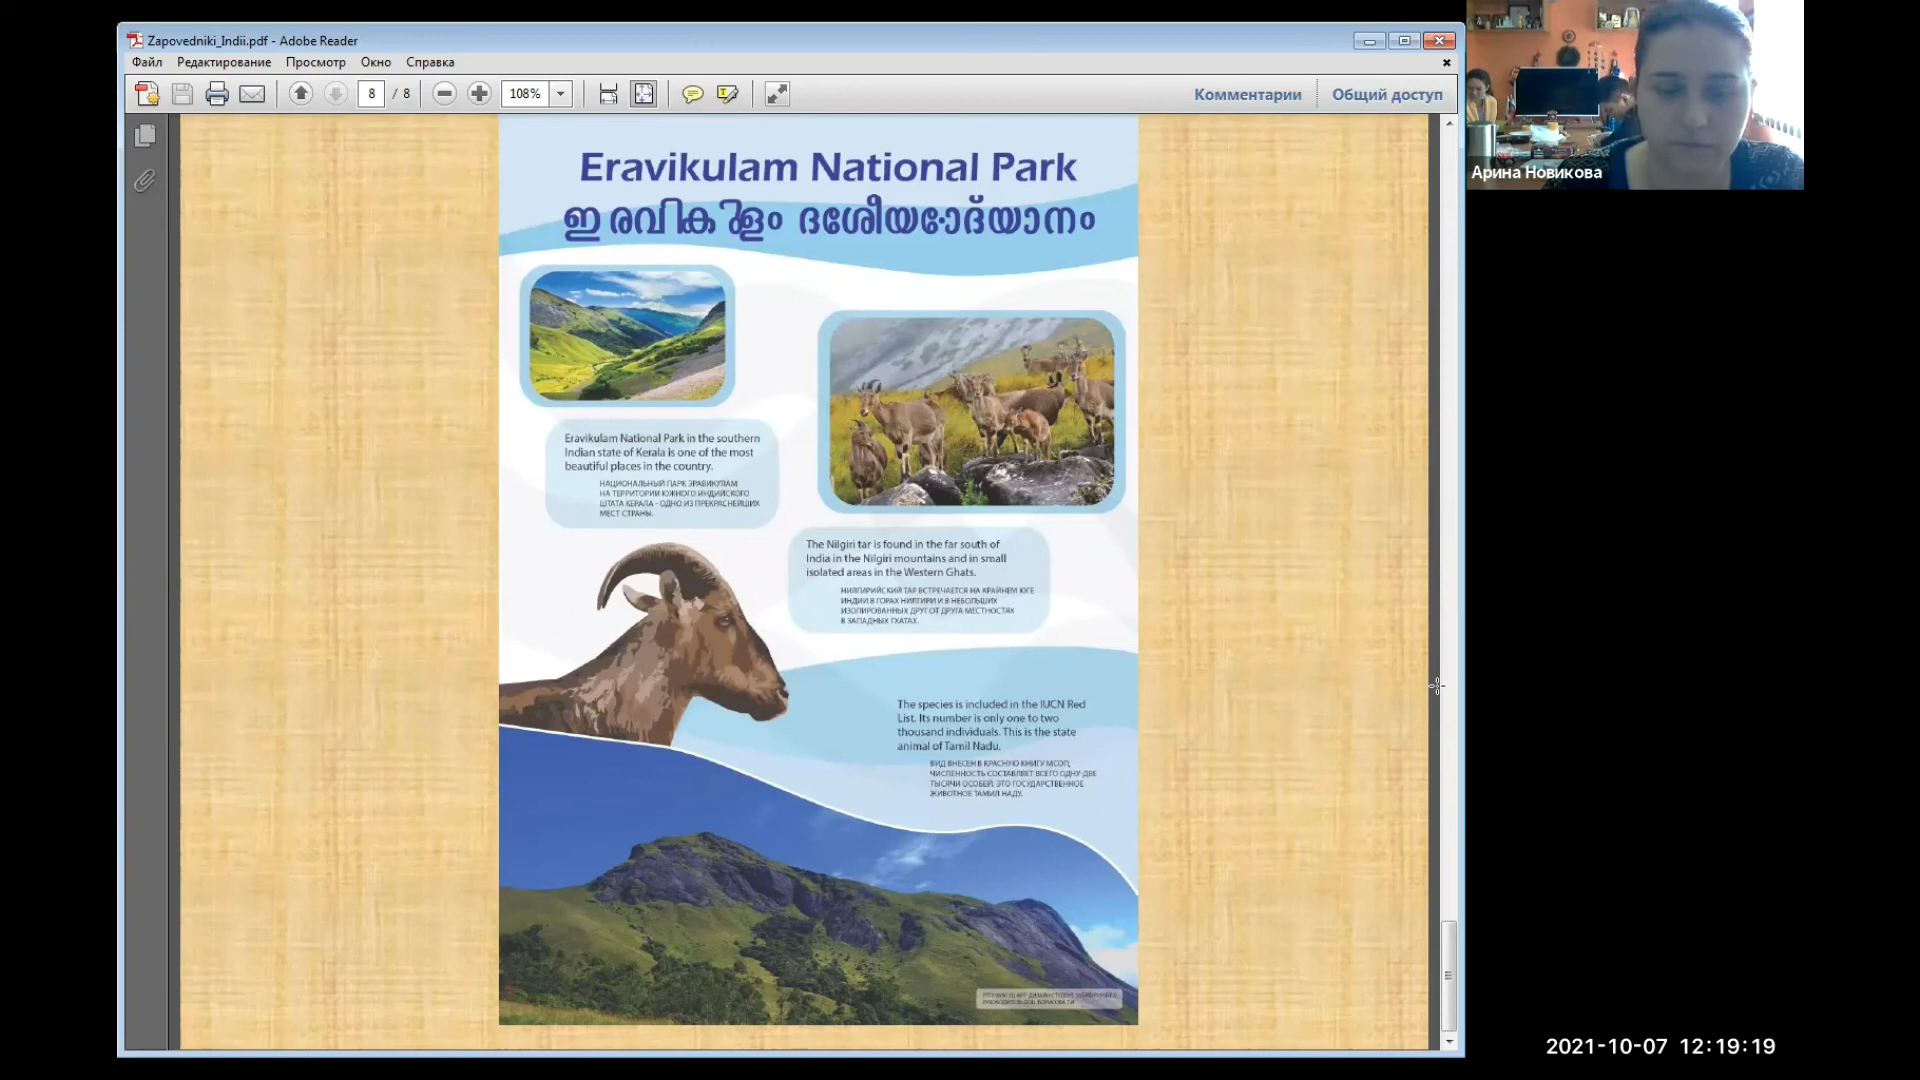 Zapovedniki_Indii.pdf - Adobe Reader
Файл Редактирование Просмотр Окно Справка
8 / 8 108% Комментарии Общий доступ
Арина Новикова
Eravikulam National Park
Eravikulam National Park in the southern
Indian state of Kerala is one of the most
beautiful places in the country.
НАЦИОНАЛЬНЫЙ ПАРК ЭРАВИКУЛАМ
НА ТЕРРИТОРИИ ЮЖНОГО ИНДИЙСКОГО
ШТАТА КЕРАЛА - ОДНО ИЗ ПРЕКРАСНЕЙШИХ
МЕСТ СТРАНЫ.
The Nilgiri tar is found in the far south of
India in the Nilgiri mountains and in small
isolated areas in the Western Ghats.
НИЛГИРИЙСКИЙ ТАР ВСТРЕЧАЕТСЯ НА КРАЙНЕМ ЮГЕ
ИНДИИ В ГОРАХ НИЛГИРИ И В НЕБОЛЬШИХ
ИЗОЛИРОВАННЫХ ДРУГ ОТ ДРУГА МЕСТНОСТЯХ
В ЗАПАДНЫХ ГХАТАХ.
The species is included in the IUCN Red
List. Its number is only one to two
thousand individuals. This is the state
animal of Tamil Nadu.
ВИД ВНЕСЕН В КРАСНУЮ КНИГУ МСОП,
ЧИСЛЕННОСТЬ СОСТАВЛЯЕТ ВСЕГО ОДНУ-ДВЕ
ТЫСЯЧИ ОСОБЕЙ. ЭТО ГОСУДАРСТВЕННОЕ
ЖИВОТНОЕ ТАМИЛ НАДУ.
2021-10-07 12:19:19